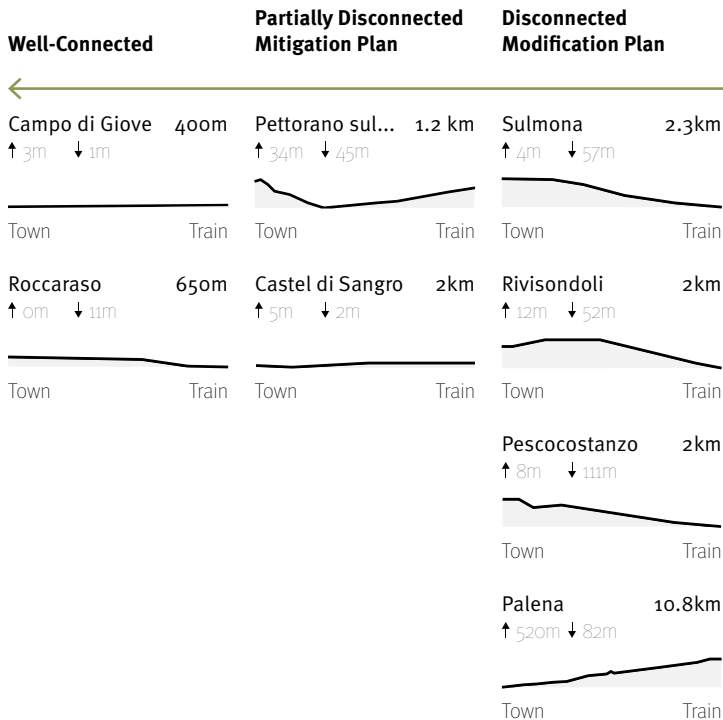 Well-Connected
Partially Disconnected
Mitigation Plan
Disconnected
Modification Plan
Campo di Giove 400m
↑ 3m ↓ 1m
Town Train
Roccaraso 650m
↑ 0m ↓ 11m
Town Train
Pettorano sul... 1.2 km
↑ 34m ↓ 45m
Town Train
Castel di Sangro 2km
↑ 5m ↓ 2m
Town Train
Sulmona 2.3km
↑ 4m ↓ 57m
Town Train
Rivisondoli 2km
↑ 12m ↓ 52m
Town Train
Pescocostanzo 2km
↑ 8m ↓ 111m
Town Train
Palena 10.8km
↑ 520m ↓ 82m
Town Train